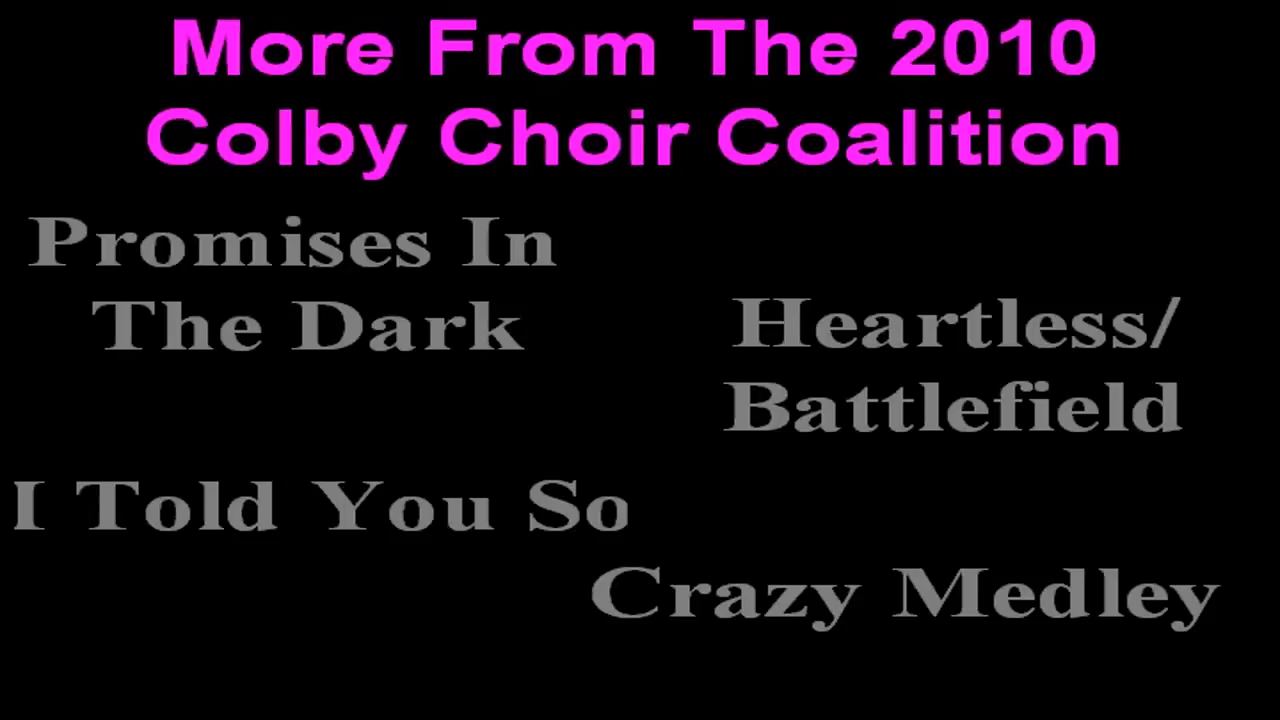 More From The 2010
Colby Choir Coalition
Promises In
The Dark
Heartless/
Battlefield
I Told You So
Crazy Medley